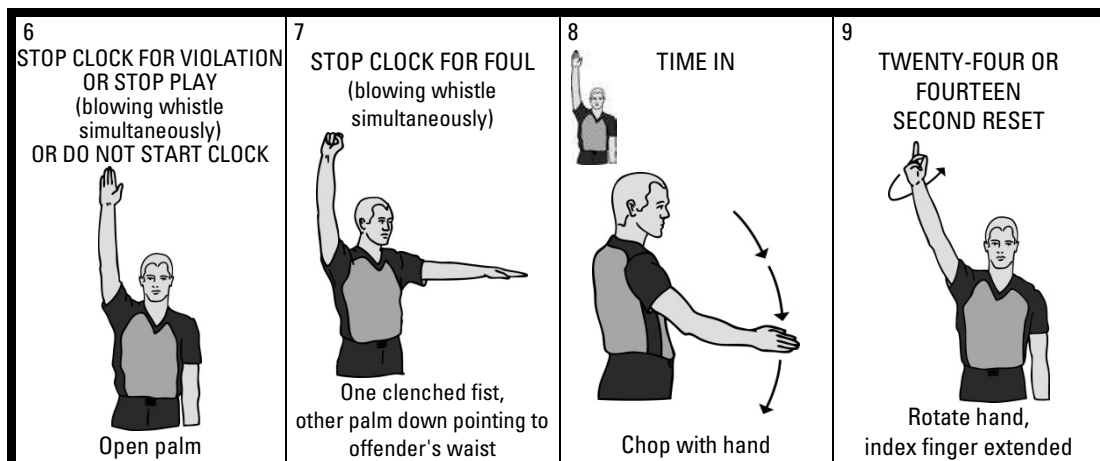 6
STOP CLOCK FOR VIOLATION
OR STOP PLAY
(blowing whistle
simultaneously)
OR DO NOT START CLOCK
Open palm
7
STOP CLOCK FOR FOUL
(blowing whistle
simultaneously)
One clenched fist,
other palm down pointing to
offender's waist
8
TIME IN
Chop with hand
9
TWENTY-FOUR OR
FOURTEEN
SECOND RESET
Rotate hand,
index finger extended